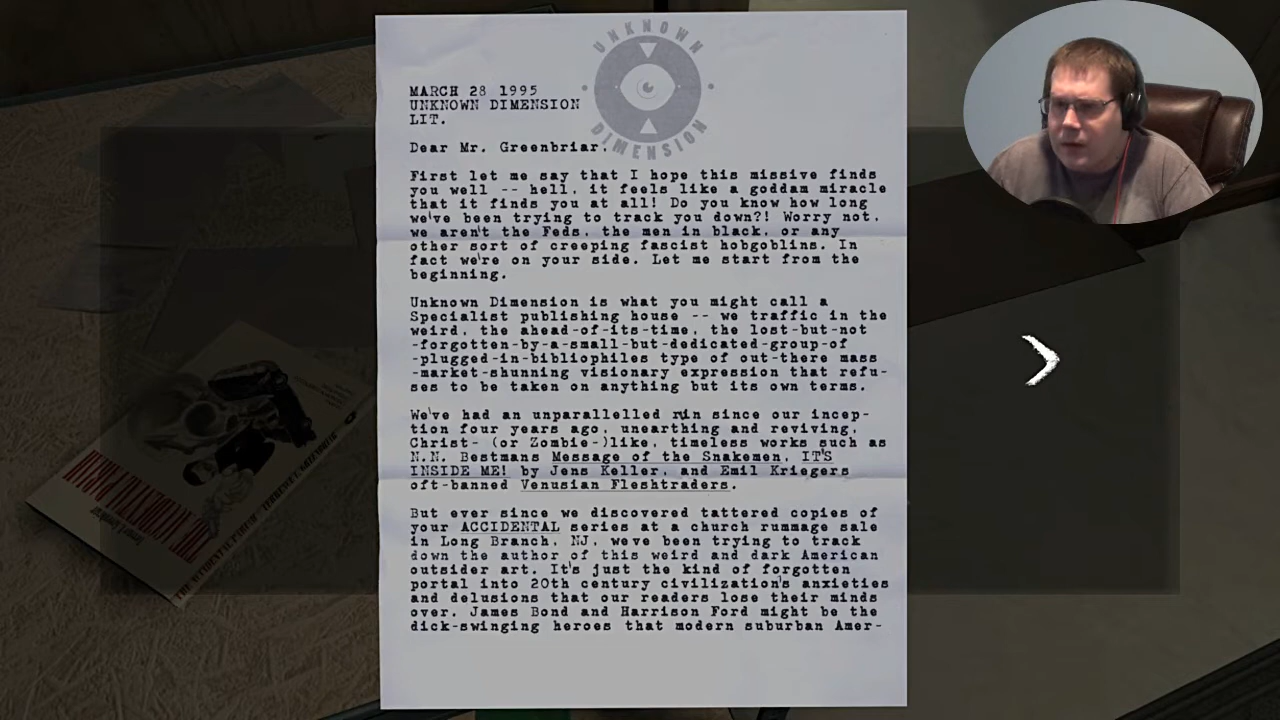 UNKNOWN
DIMENSION
MARCH 28 1995
UNKNOWN DIMENSION
LIT.
Dear Mr. Greenbriar,
First let me say that I hope this missive finds
you well -- hell, it feels like a goddam miracle
that it finds you at all! Do you know how long
we've been trying to track you down?! Worry not,
we aren't the Feds, the men in black, or any
other sort of creeping fascist hobgoblins. In
fact we're on your side. Let me start from the
beginning.
Unknown Dimension is what you might call a
Specialist publishing house -- we traffic in the
weird, the ahead-of-its-time, the lost-but-not
-forgotten-by-a-small-but-dedicated-group-of
-plugged-in-bibliophiles type of out-there mass
-market-shunning visionary expression that refu-
ses to be taken on anything but its own terms.
We've had an unparallelled run since our incep-
tion four years ago, unearthing and reviving,
Christ- (or Zombie-)like, timeless works such as
N.N. Bestmans Message of the Snakemen, IT'S
INSIDE ME! by Jens Keller, and Emil Kriegers
oft-banned Venusian Fleshtraders.
But ever since we discovered tattered copies of
your ACCIDENTAL series at a church rummage sale
in Long Branch, NJ, weve been trying to track
down the author of this weird and dark American
outsider art. It's just the kind of forgotten
portal into 20th century civilization's anxieties
and delusions that our readers lose their minds
over. James Bond and Harrison Ford might be the
dick-swinging heroes that modern suburban Amer-